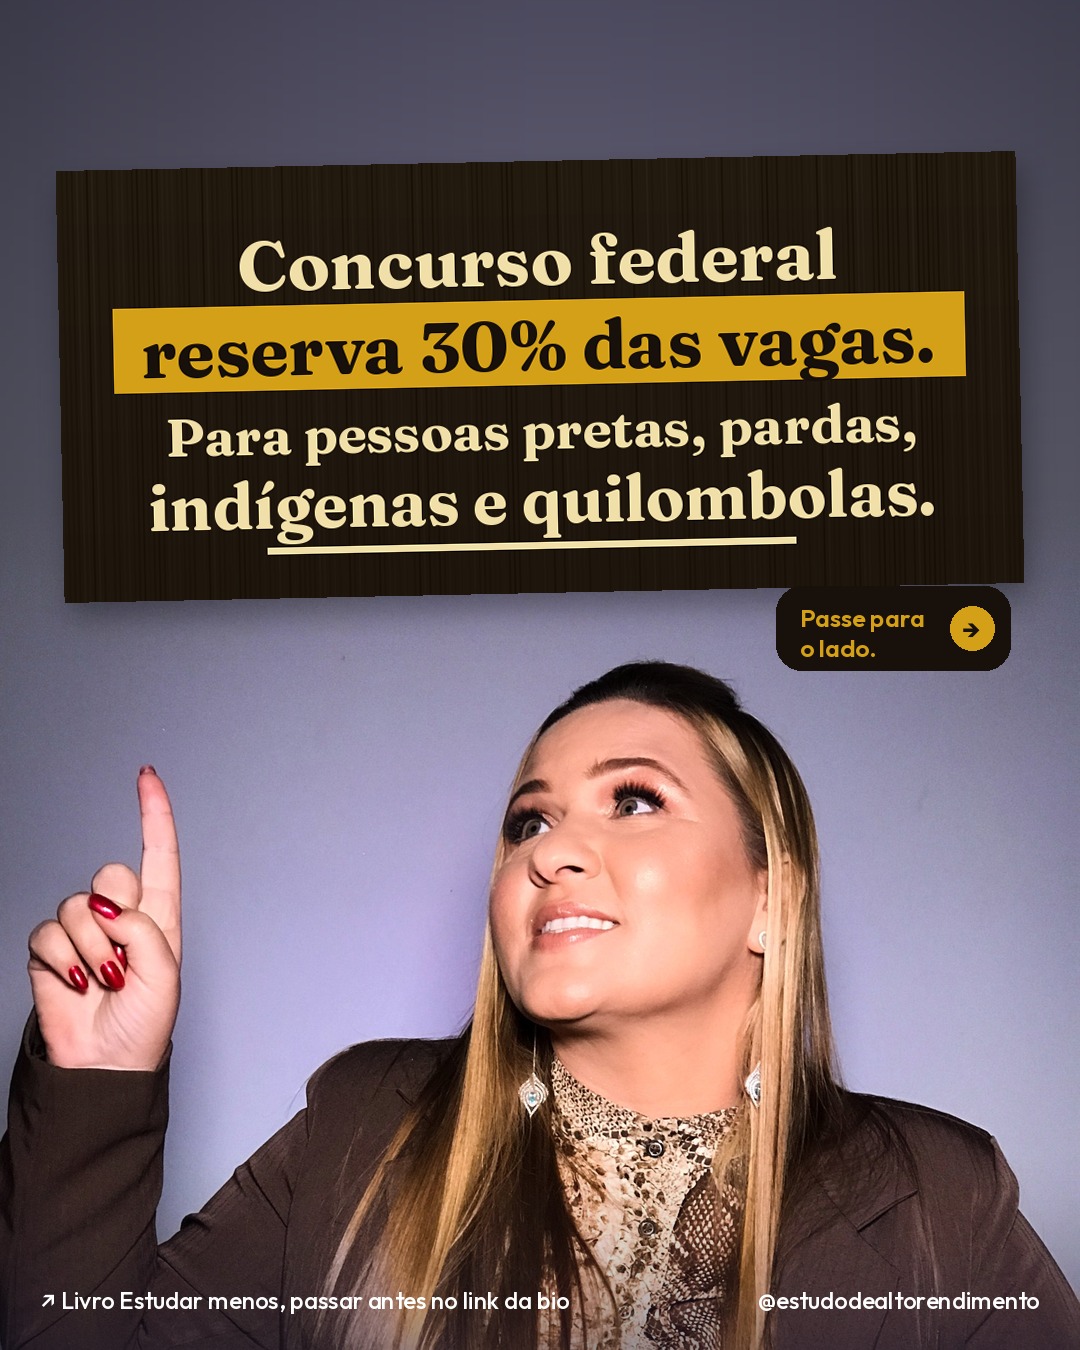 Concurso federal
reserva 30% das vagas.
Para pessoas pretas, pardas,
indígenas e quilombolas.
Passe para
o lado.
↗ Livro Estudar menos, passar antes no link da bio
@estudodealtorendimento